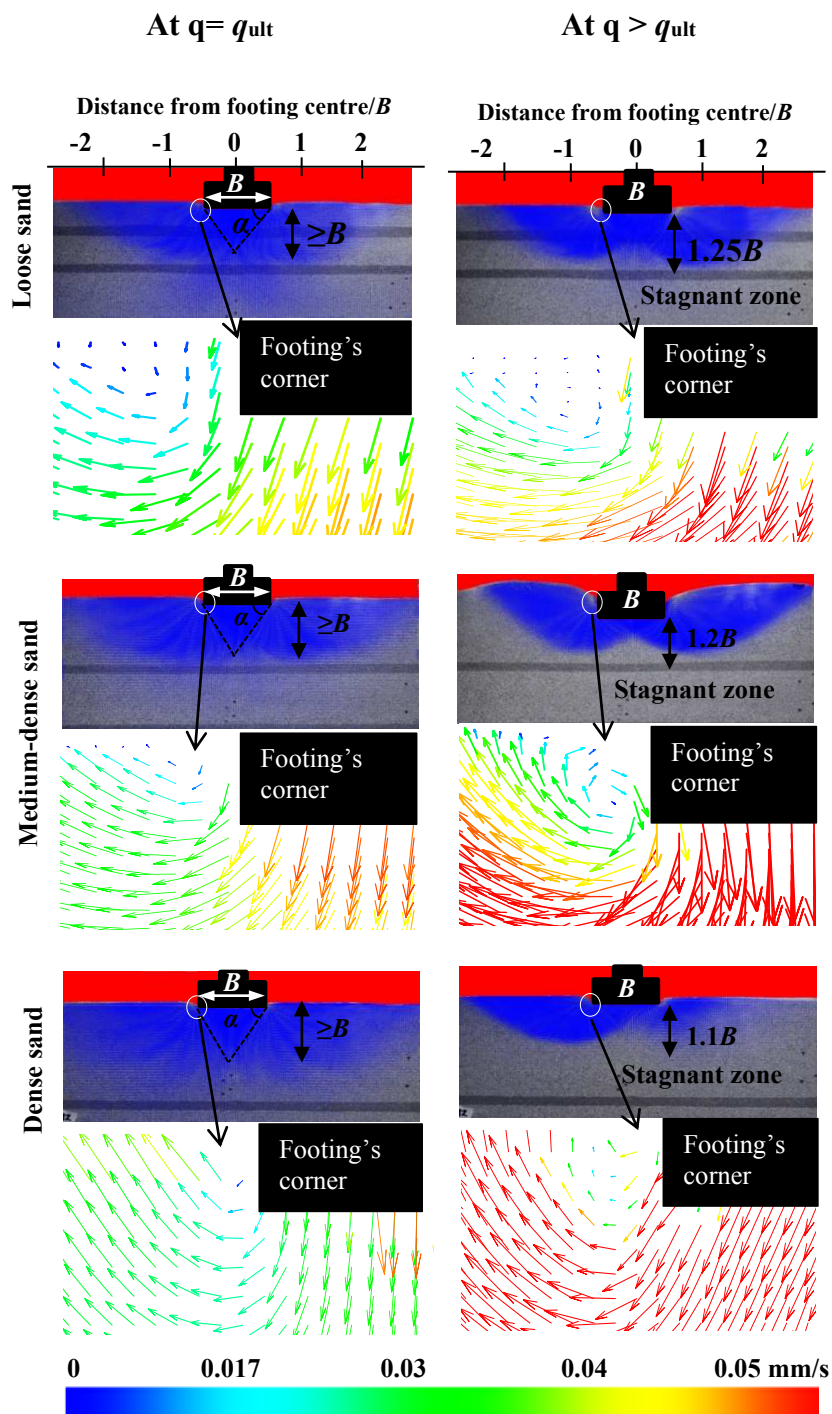 At q= qult
At q > qult
Distance from footing centre/B
-2 -1 0 1 2
Distance from footing centre/B
-2 -1 0 1 2
Loose sand
B
α
≥B
Footing's
corner
1.25B
Stagnant zone
Footing's
corner
Medium-dense sand
B
α
≥B
Footing's
corner
B
1.2B
Stagnant zone
Footing's
corner
Dense sand
B
α
≥B
Footing's
corner
B
1.1B
Stagnant zone
Footing's
corner
0 0.017 0.03 0.04 0.05 mm/s